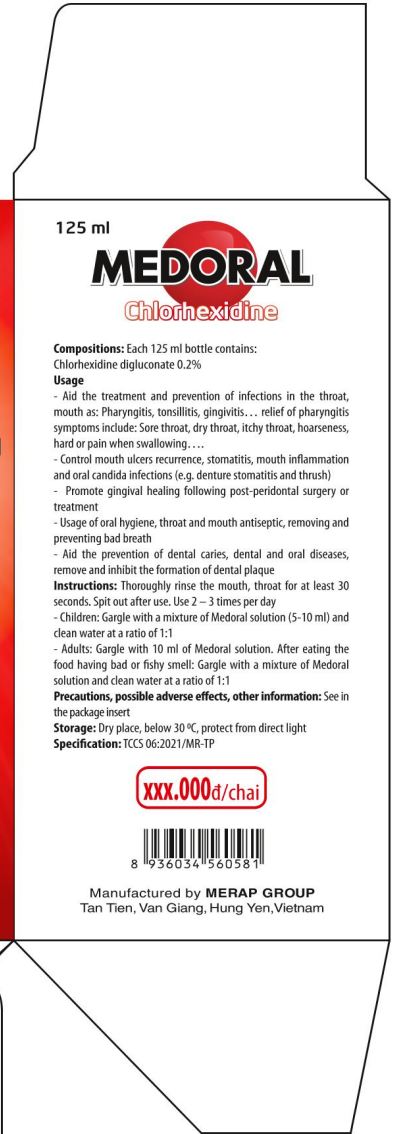 125 ml
MEDORAL
Chlorhexidine
Compositions: Each 125 ml bottle contains:
Chlorhexidine digluconate 0.2%
Usage
- Aid the treatment and prevention of infections in the throat,
mouth as: Pharyngitis, tonsillitis, gingivitis… relief of pharyngitis
symptoms include: Sore throat, dry throat, itchy throat, hoarseness,
hard or pain when swallowing….
- Control mouth ulcers recurrence, stomatitis, mouth inflammation
and oral candida infections (e.g. denture stomatitis and thrush)
- Promote gingival healing following post-peridontal surgery or
treatment
- Usage of oral hygiene, throat and mouth antiseptic, removing and
preventing bad breath
- Aid the prevention of dental caries, dental and oral diseases,
remove and inhibit the formation of dental plaque
Instructions: Thoroughly rinse the mouth, throat for at least 30
seconds. Spit out after use. Use 2 – 3 times per day
- Children: Gargle with a mixture of Medoral solution (5-10 ml) and
clean water at a ratio of 1:1
- Adults: Gargle with 10 ml of Medoral solution. After eating the
food having bad or fishy smell: Gargle with a mixture of Medoral
solution and clean water at a ratio of 1:1
Precautions, possible adverse effects, other information: See in
the package insert
Storage: Dry place, below 30 ºC, protect from direct light
Specification: TCCS 06:2021/MR-TP
xxx.000đ/chai
8 936034 560581
Manufactured by MERAP GROUP
Tan Tien, Van Giang, Hung Yen,Vietnam